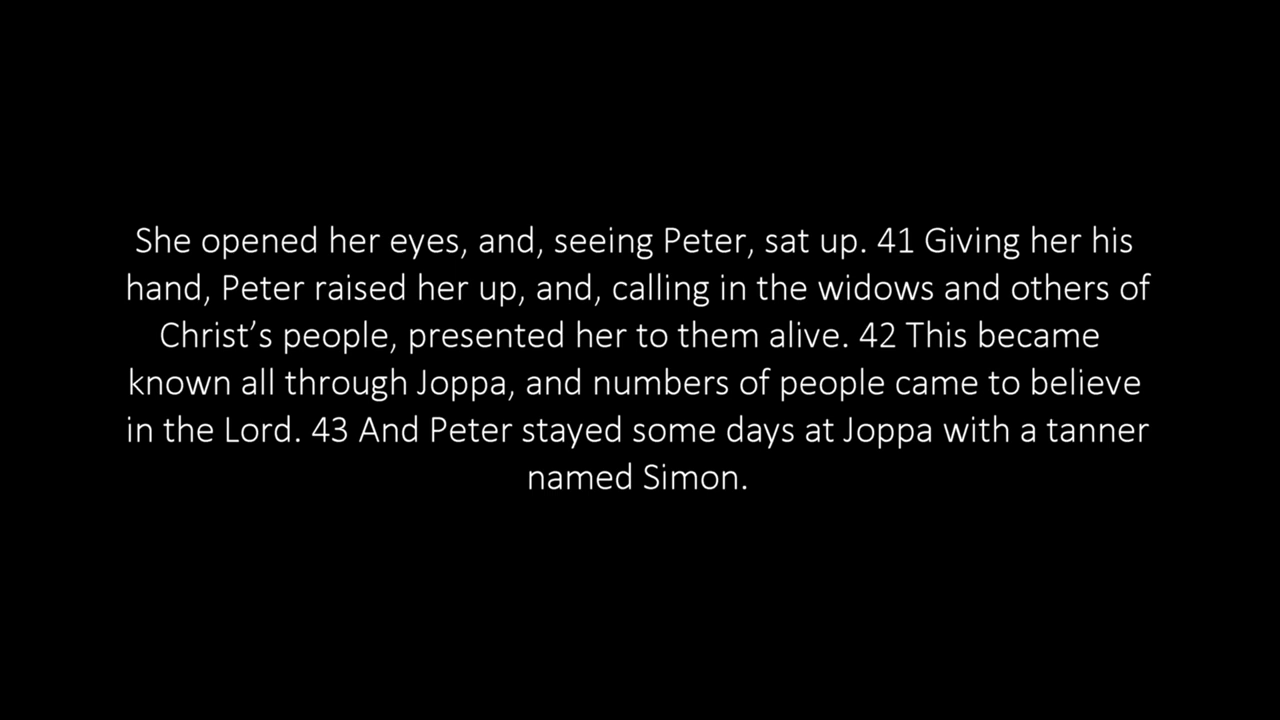 She opened her eyes, and, seeing Peter, sat up. 41 Giving her his
hand, Peter raised her up, and, calling in the widows and others of
Christ’s people, presented her to them alive. 42 This became
known all through Joppa, and numbers of people came to believe
in the Lord. 43 And Peter stayed some days at Joppa with a tanner
named Simon.